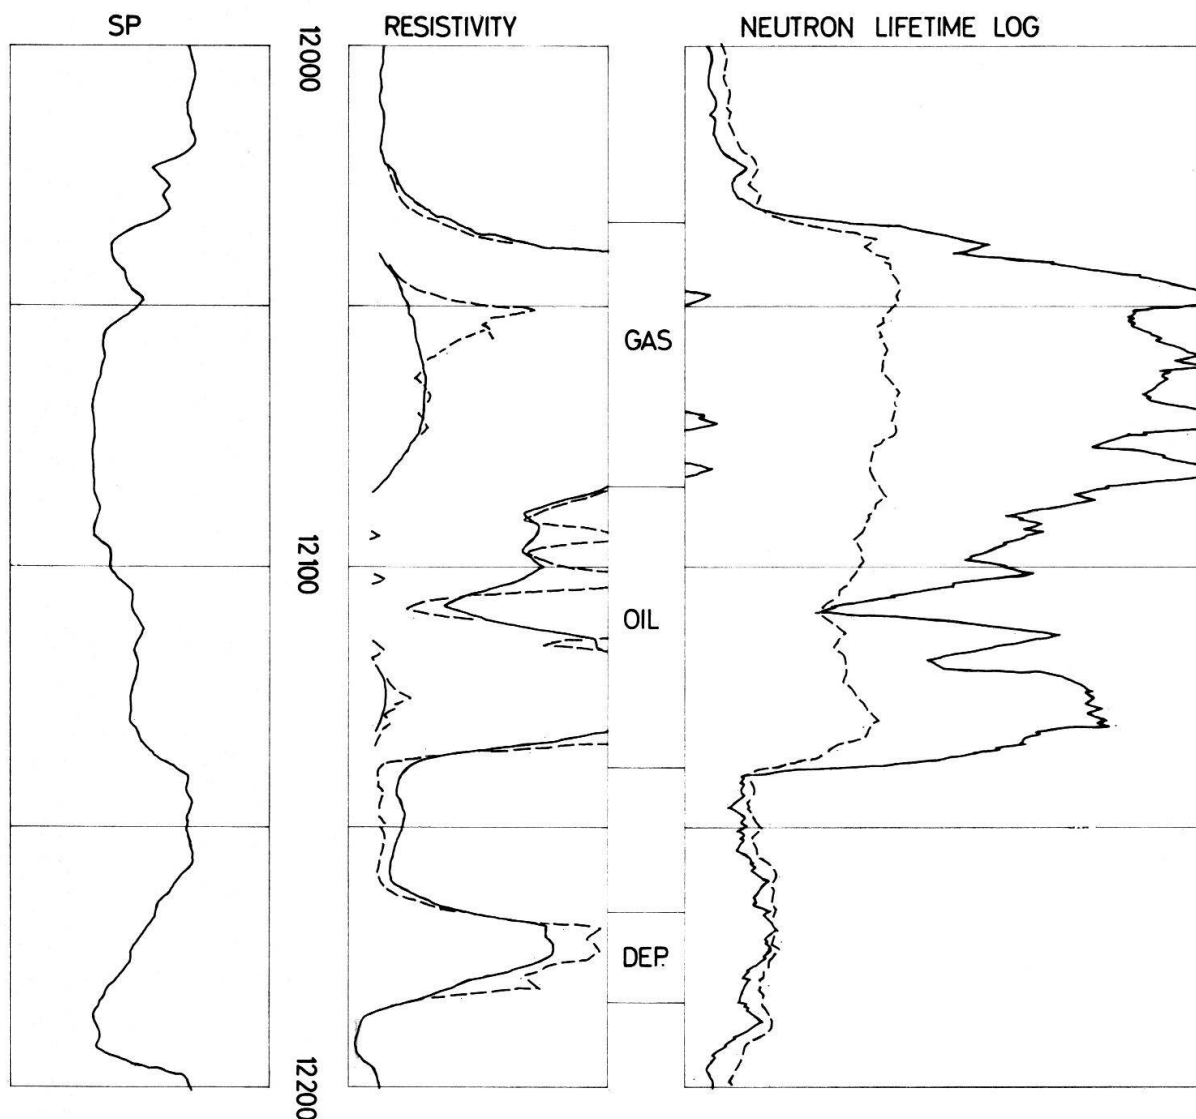 SP
RESISTIVITY
NEUTRON LIFETIME LOG
12000
GAS
12100
OIL
DEP.
12200